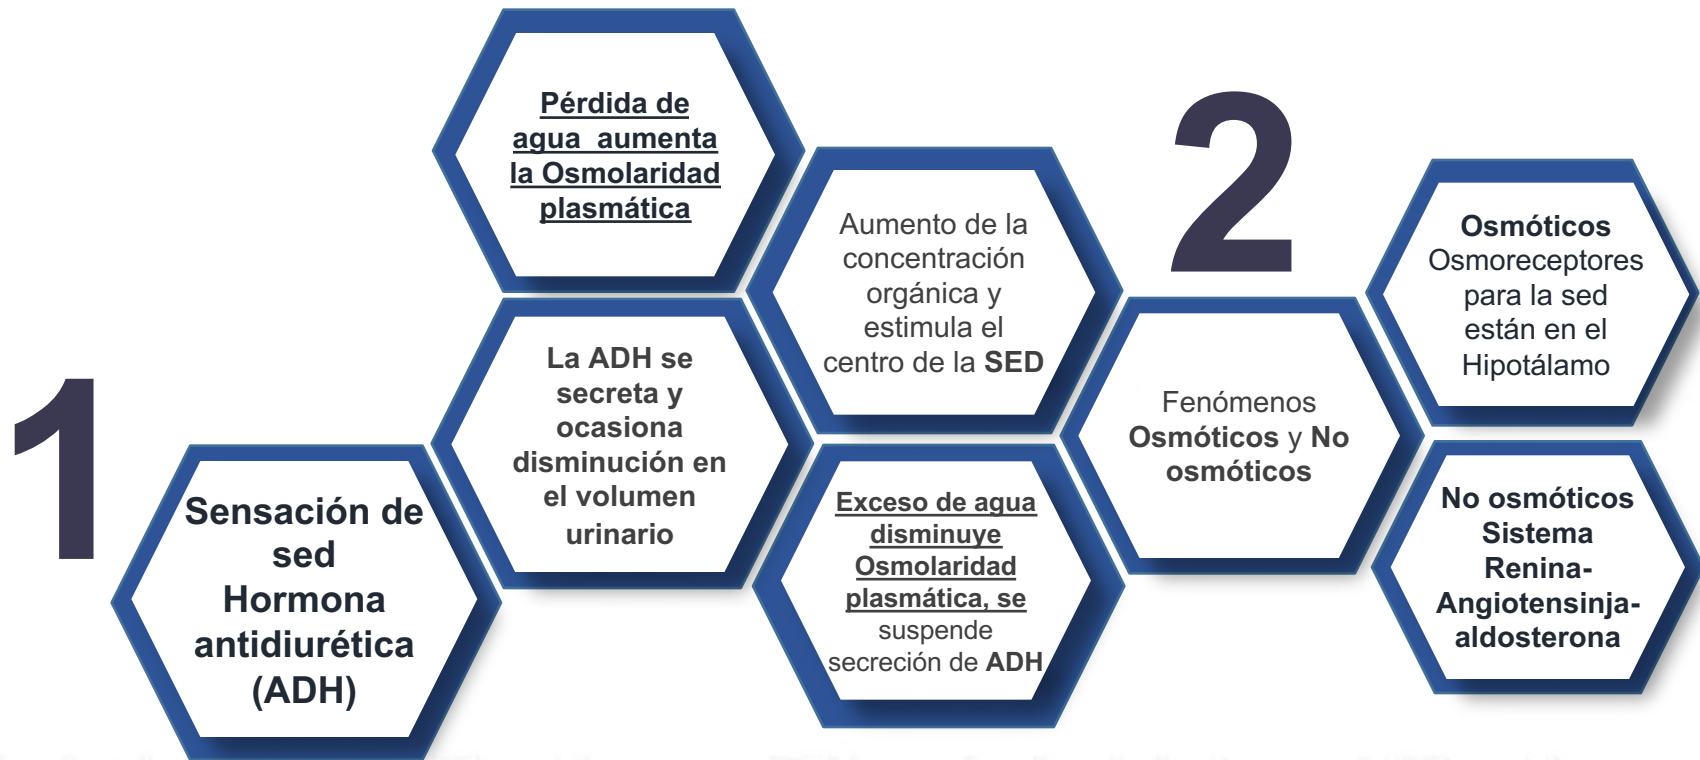 1
Sensación de
sed
Hormona
antidiurética
(ADH)
Pérdida de
agua aumenta
la Osmolaridad
plasmática
La ADH se
secreta y
ocasiona
disminución en
el volumen
urinario
Aumento de la
concentración
orgánica y
estimula el
centro de la SED
Exceso de agua
disminuye
Osmolaridad
plasmática, se
suspende
secreción de ADH
2
Fenómenos
Osmóticos y No
osmóticos
Osmóticos
Osmoreceptores
para la sed
están en el
Hipotálamo
No osmóticos
Sistema
Renina-
Angiotensinja-
aldosterona